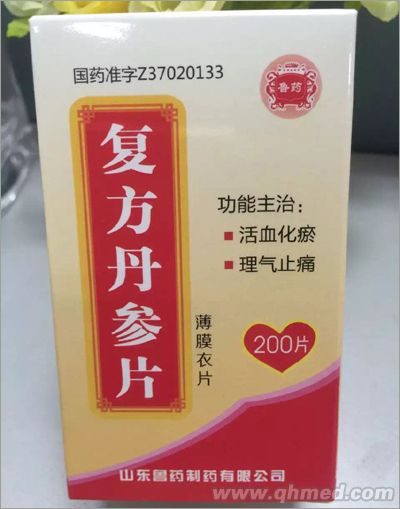 国药准字Z37020133
鲁药
复方丹参片
薄膜衣片
功能主治:
活血化瘀
理气止痛
200片
山东鲁药制药有限公司
www.qhmed.com